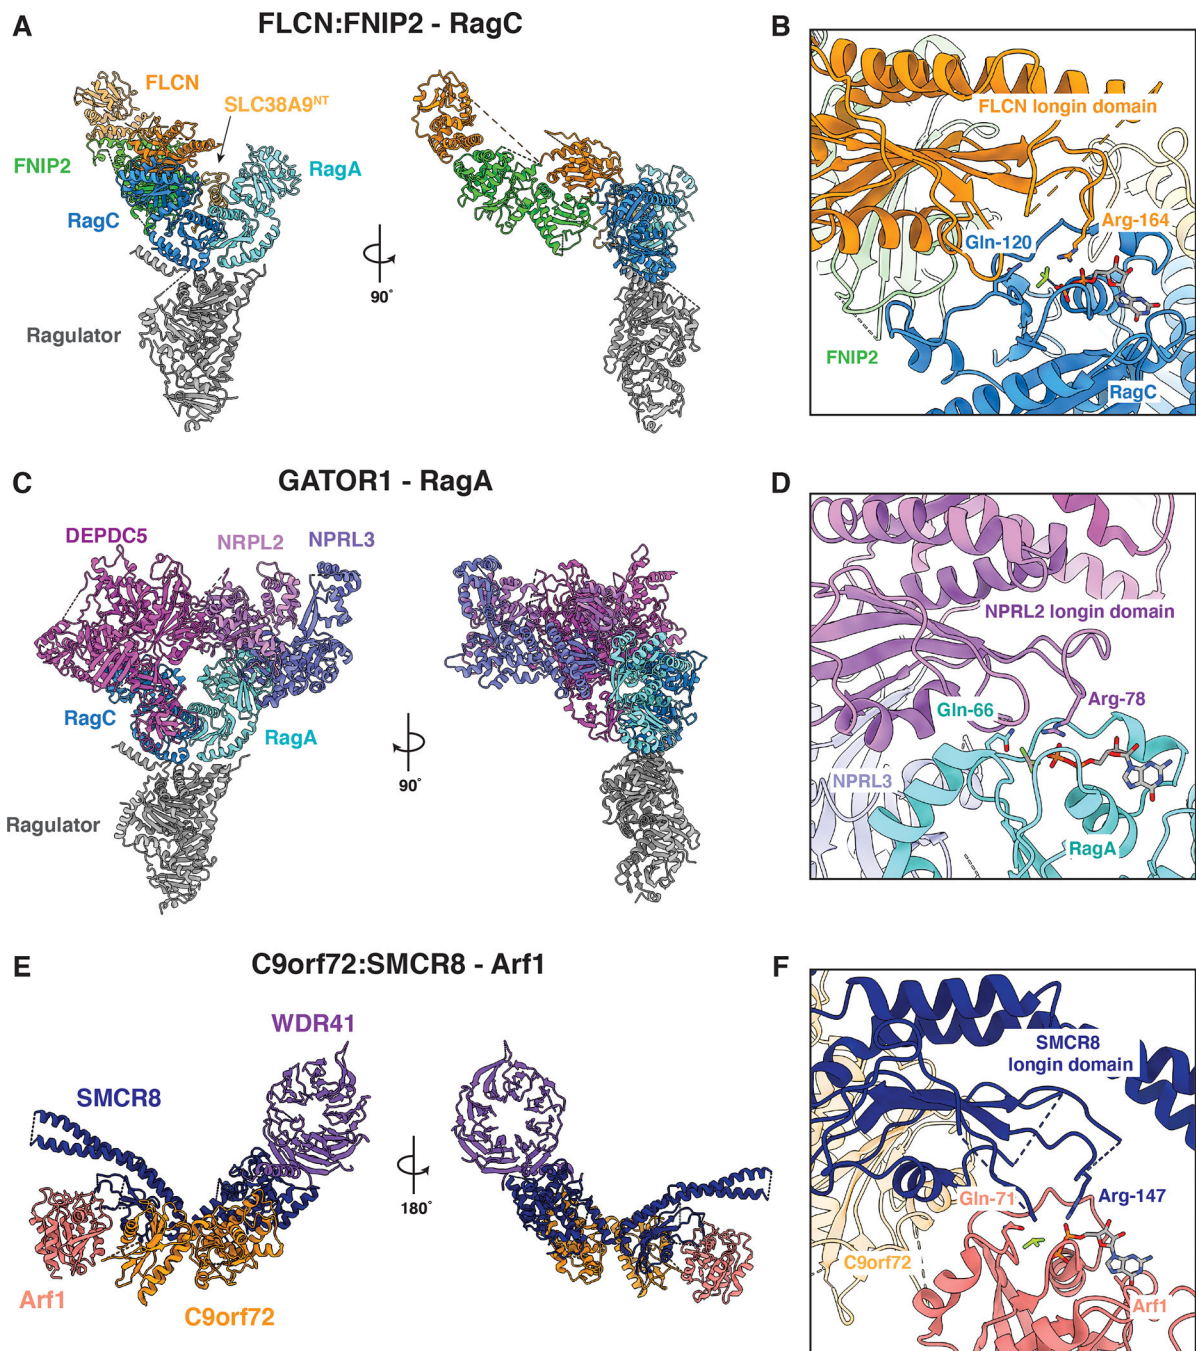 A
FLCN:FNIP2 - RagC
FLCN
SLC38A9NT
FNIP2
RagA
RagC
Ragulator
90°
B
FLCN longin domain
Arg-164
Gln-120
FNIP2
RagC
C
GATOR1 - RagA
DEPDC5
NRPL2
NPRL3
RagC
RagA
Ragulator
90°
D
NPRL2 longin domain
Arg-78
Gln-66
NPRL3
RagA
E
C9orf72:SMCR8 - Arf1
WDR41
SMCR8
Arf1
C9orf72
180°
F
SMCR8
longin domain
Gln-71
Arg-147
C9orf72
Arf1